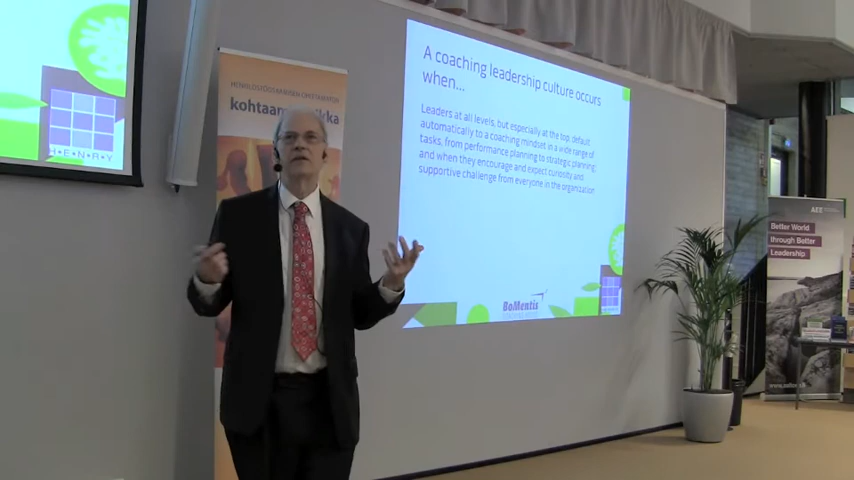 H·E·N·R·Y
A coaching leadership culture occurs
when...
Leaders at all levels, but especially at the top, default
automatically to a coaching mindset in a wide range of
tasks, from performance planning to strategic planning;
and when they encourage and expect curiosity and
supportive challenge from everyone in the organization
BoMentis
AEE
Better World
through Better
Leadership